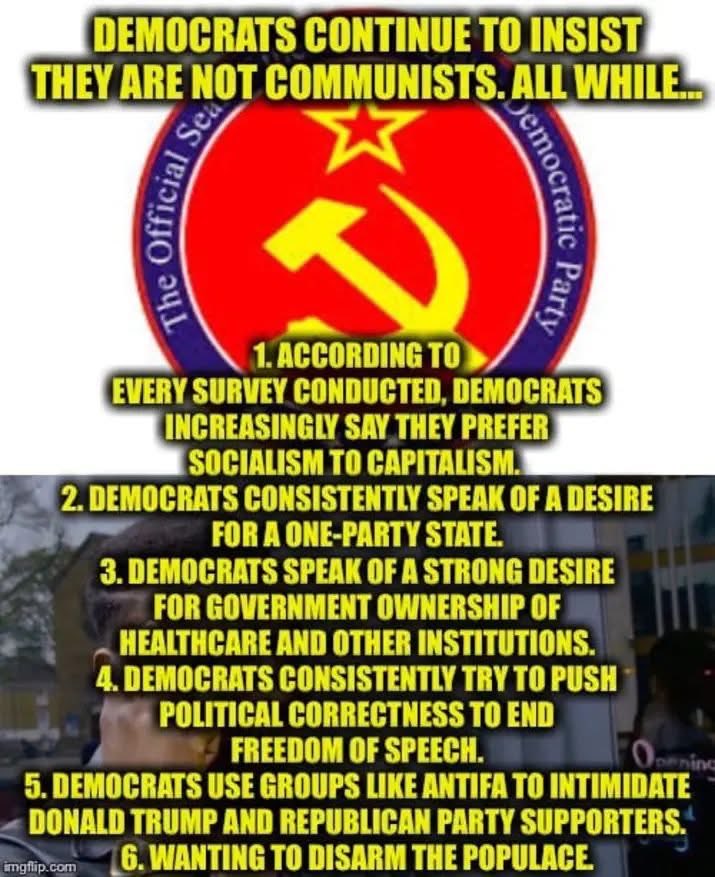 DEMOCRATS CONTINUE TO INSIST
THEY ARE NOT COMMUNISTS. ALL WHILE...
The Official Seal
Democratic Party
1. ACCORDING TO
EVERY SURVEY CONDUCTED, DEMOCRATS
INCREASINGLY SAY THEY PREFER
SOCIALISM TO CAPITALISM.
2. DEMOCRATS CONSISTENTLY SPEAK OF A DESIRE
FOR A ONE-PARTY STATE.
3. DEMOCRATS SPEAK OF A STRONG DESIRE
FOR GOVERNMENT OWNERSHIP OF
HEALTHCARE AND OTHER INSTITUTIONS.
4. DEMOCRATS CONSISTENTLY TRY TO PUSH
POLITICAL CORRECTNESS TO END
FREEDOM OF SPEECH.
Opening
5. DEMOCRATS USE GROUPS LIKE ANTIFA TO INTIMIDATE
DONALD TRUMP AND REPUBLICAN PARTY SUPPORTERS.
6. WANTING TO DISARM THE POPULACE.
imgflip.com